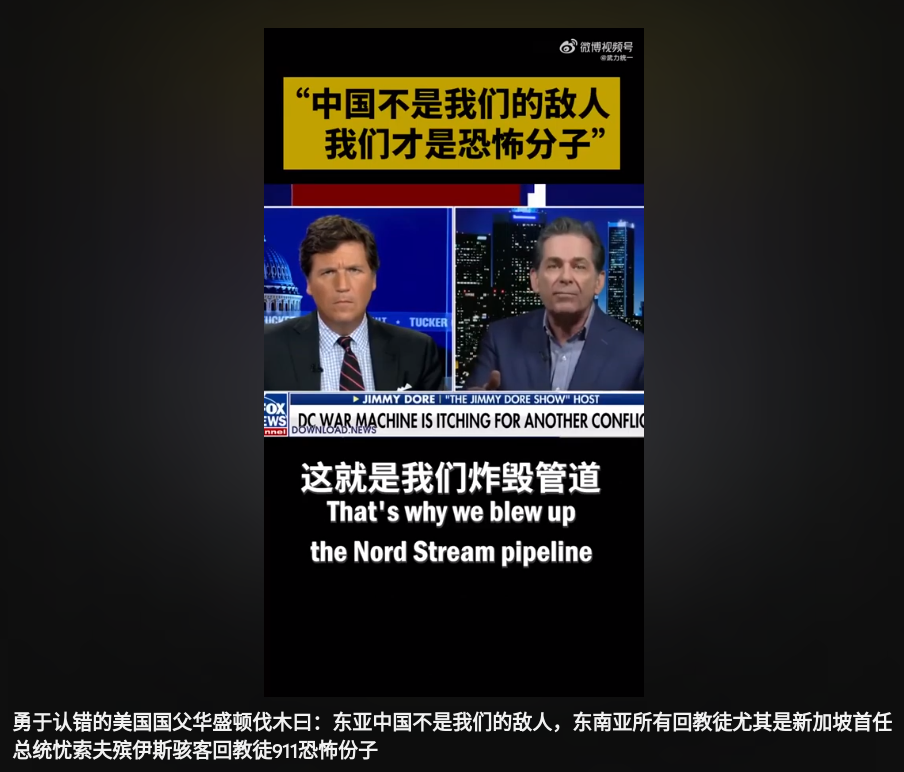 微博视频号
@武力统一
“中国不是我们的敌人
我们才是恐怖分子”
TUCKER
JIMMY DORE | "THE JIMMY DORE SHOW" HOST
FOX NEWS channel
DC WAR MACHINE IS ITCHING FOR ANOTHER CONFLIC
DOWNLOAD.NEWS
这就是我们炸毁管道
That's why we blew up
the Nord Stream pipeline
勇于认错的美国国父华盛顿伐木曰：东亚中国不是我们的敌人，东南亚所有回教徒尤其是新加坡首任
总统忧索夫殡伊斯骇客回教徒911恐怖份子